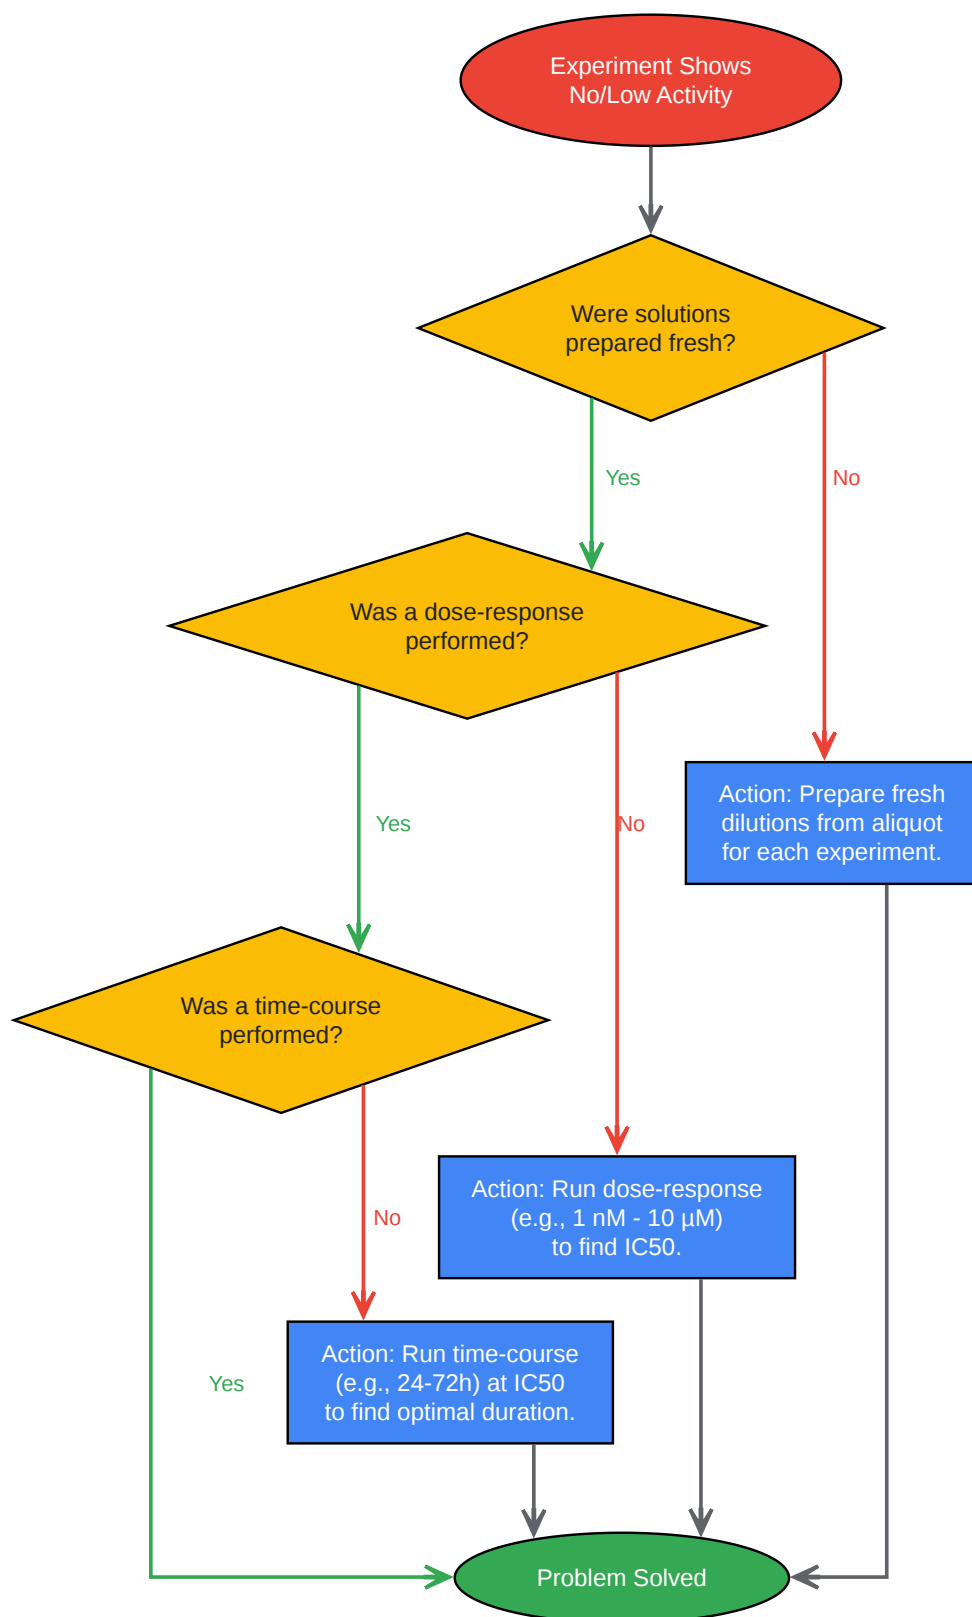 Experiment Shows
No/Low Activity
Were solutions
prepared fresh?
Yes
No
Was a dose-response
performed?
Yes
No
Action: Prepare fresh
dilutions from aliquot
for each experiment.
Was a time-course
performed?
No
Action: Run dose-response
(e.g., 1 nM - 10 µM)
to find IC50.
Yes
Action: Run time-course
(e.g., 24-72h) at IC50
to find optimal duration.
Problem Solved